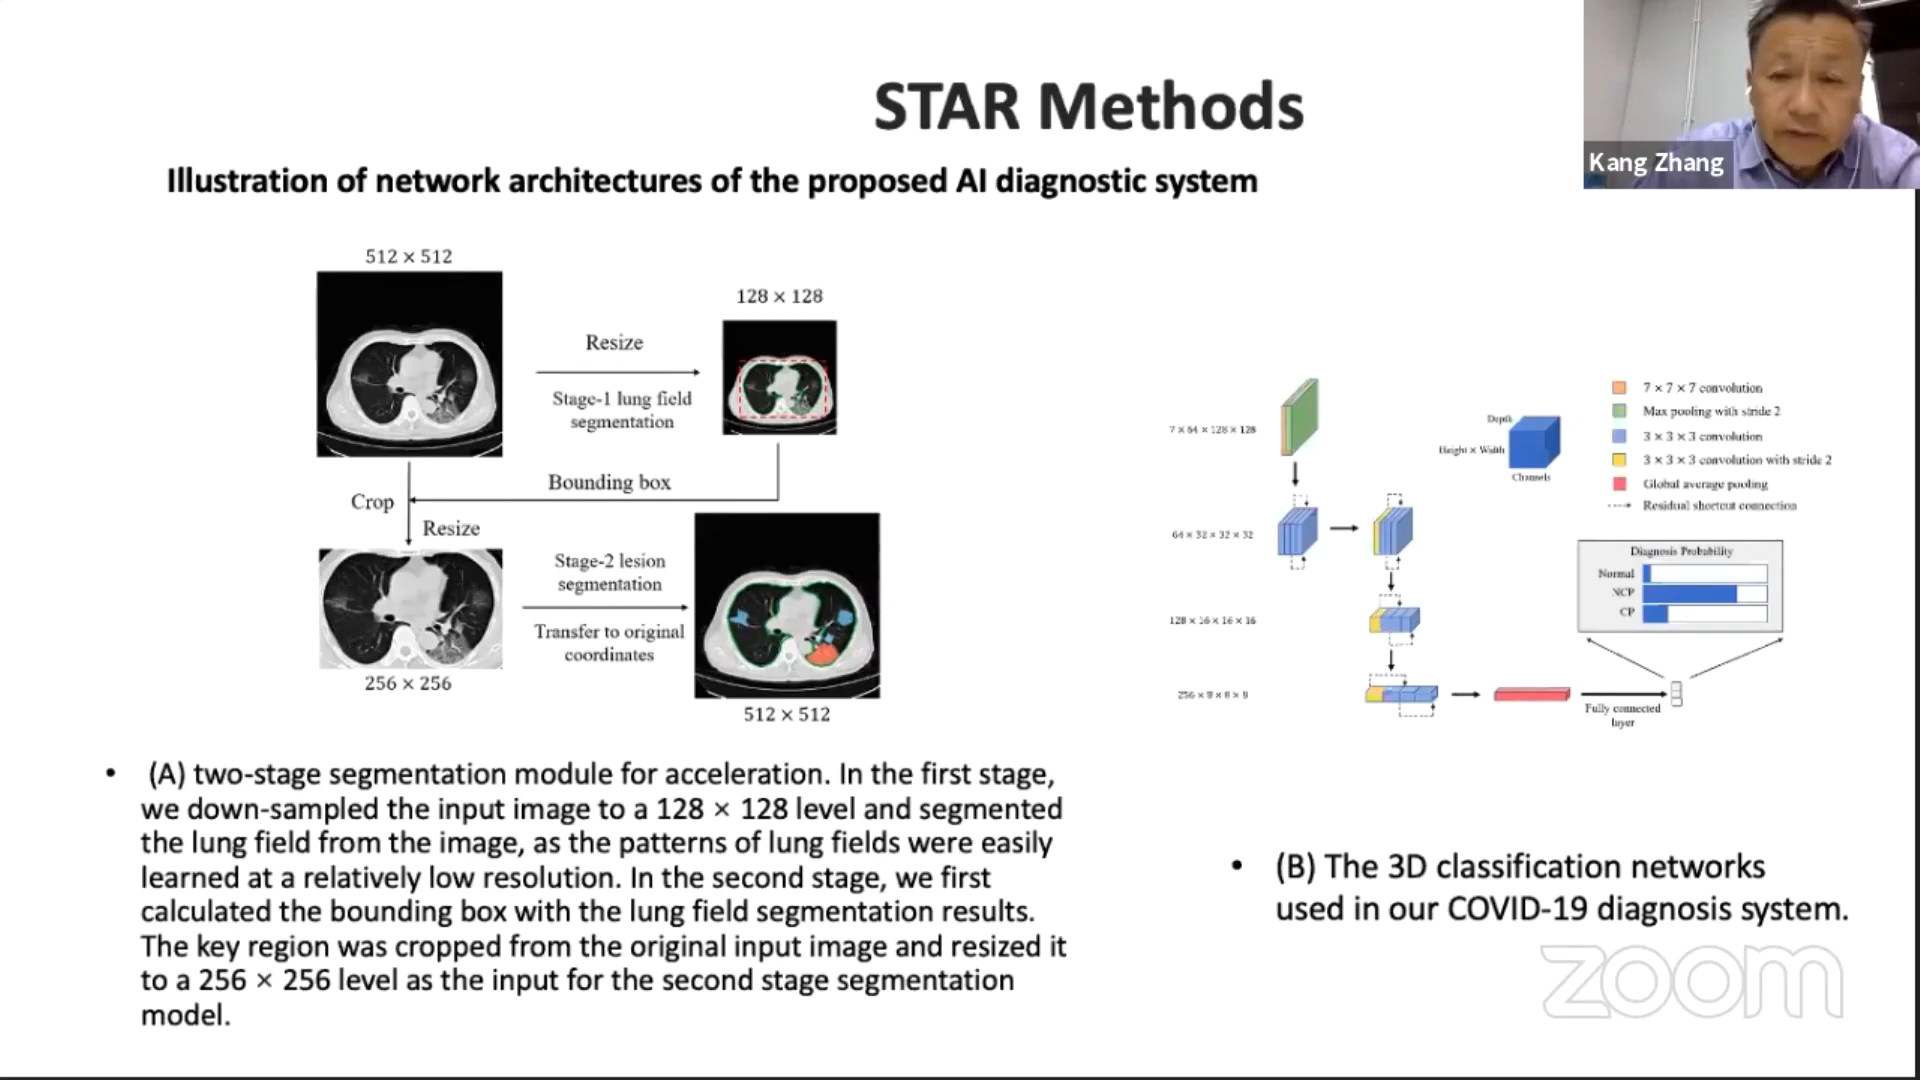 STAR Methods
Kang Zhang
Illustration of network architectures of the proposed AI diagnostic system
512 × 512
128 × 128
Resize
Stage-1 lung field
segmentation
Bounding box
Crop
Resize
Stage-2 lesion
segmentation
Transfer to original
coordinates
256 × 256
512 × 512
7 × 64 × 128 × 128
64 × 32 × 32 × 32
128 × 16 × 16 × 16
256 × 8 × 8 × 8
Depth
Height × Width
Channels
7 × 7 × 7 convolution
Max pooling with stride 2
3 × 3 × 3 convolution
3 × 3 × 3 convolution with stride 2
Global average pooling
Residual shortcut connection
Diagnosis Probability
Normal
NCP
CP
Fully connected
layer
• (A) two-stage segmentation module for acceleration. In the first stage,
we down-sampled the input image to a 128 × 128 level and segmented
the lung field from the image, as the patterns of lung fields were easily
learned at a relatively low resolution. In the second stage, we first
calculated the bounding box with the lung field segmentation results.
The key region was cropped from the original input image and resized it
to a 256 × 256 level as the input for the second stage segmentation
model.
• (B) The 3D classification networks
used in our COVID-19 diagnosis system.
zoom